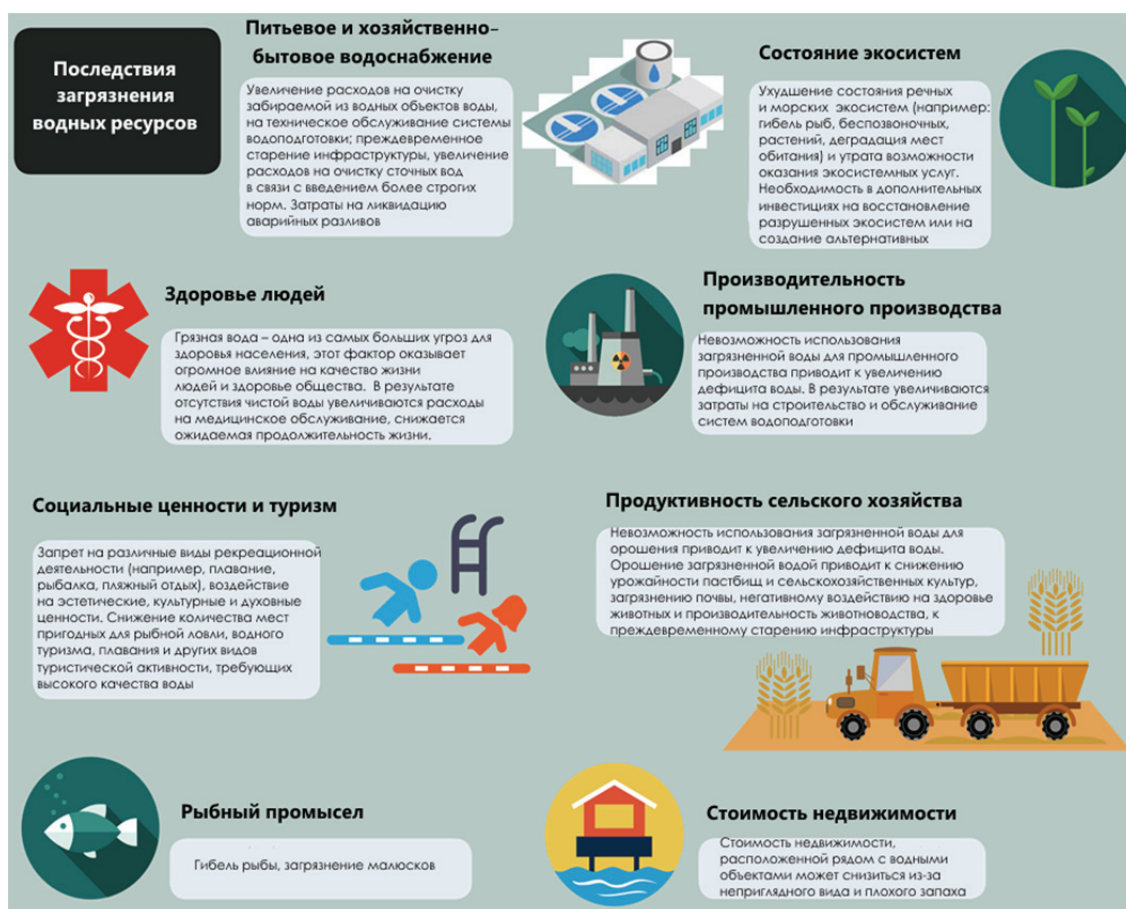 Последствия
загрязнения
водных ресурсов
Питьевое и хозяйственно-
бытовое водоснабжение
Увеличение расходов на очистку
забираемой из водных объектов воды,
на техническое обслуживание системы
водоподготовки; преждевременное
старение инфраструктуры, увеличение
расходов на очистку сточных вод
в связи с введением более строгих
норм. Затраты на ликвидацию
аварийных разливов
Состояние экосистем
Ухудшение состояния речных
и морских экосистем (например:
гибель рыб, беспозвоночных,
растений, деградация мест
обитания) и утрата возможности
оказания экосистемных услуг.
Необходимость в дополнительных
инвестициях на восстановление
разрушенных экосистем или на
создание альтернативных
Здоровье людей
Грязная вода – одна из самых больших угроз для
здоровья населения, этот фактор оказывает
огромное влияние на качество жизни
людей и здоровье общества. В результате
отсутствия чистой воды увеличиваются расходы
на медицинское обслуживание, снижается
ожидаемая продолжительность жизни.
Производительность
промышленного производства
Невозможность использования
загрязненной воды для промышленного
производства приводит к увеличению
дефицита воды. В результате увеличиваются
затраты на строительство и обслуживание
систем водоподготовки
Социальные ценности и туризм
Запрет на различные виды рекреационной
деятельности (например, плавание,
рыбалка, пляжный отдых), воздействие
на эстетические, культурные и духовные
ценности. Снижение количества мест
пригодных для рыбной ловли, водного
туризма, плавания и других видов
туристической активности, требующих
высокого качества воды
Продуктивность сельского хозяйства
Невозможность использования загрязненной воды для
орошения приводит к увеличению дефицита воды.
Орошение загрязненной водой приводит к снижению
урожайности пастбищ и сельскохозяйственных культур,
загрязнению почвы, негативному воздействию на здоровье
животных и производительность животноводства, к
преждевременному старению инфраструктуры
Рыбный промысел
Гибель рыбы, загрязнение малюсков
Стоимость недвижимости
Стоимость недвижимости,
расположенной рядом с водными
объектами может снизиться из-за
неприглядного вида и плохого запаха